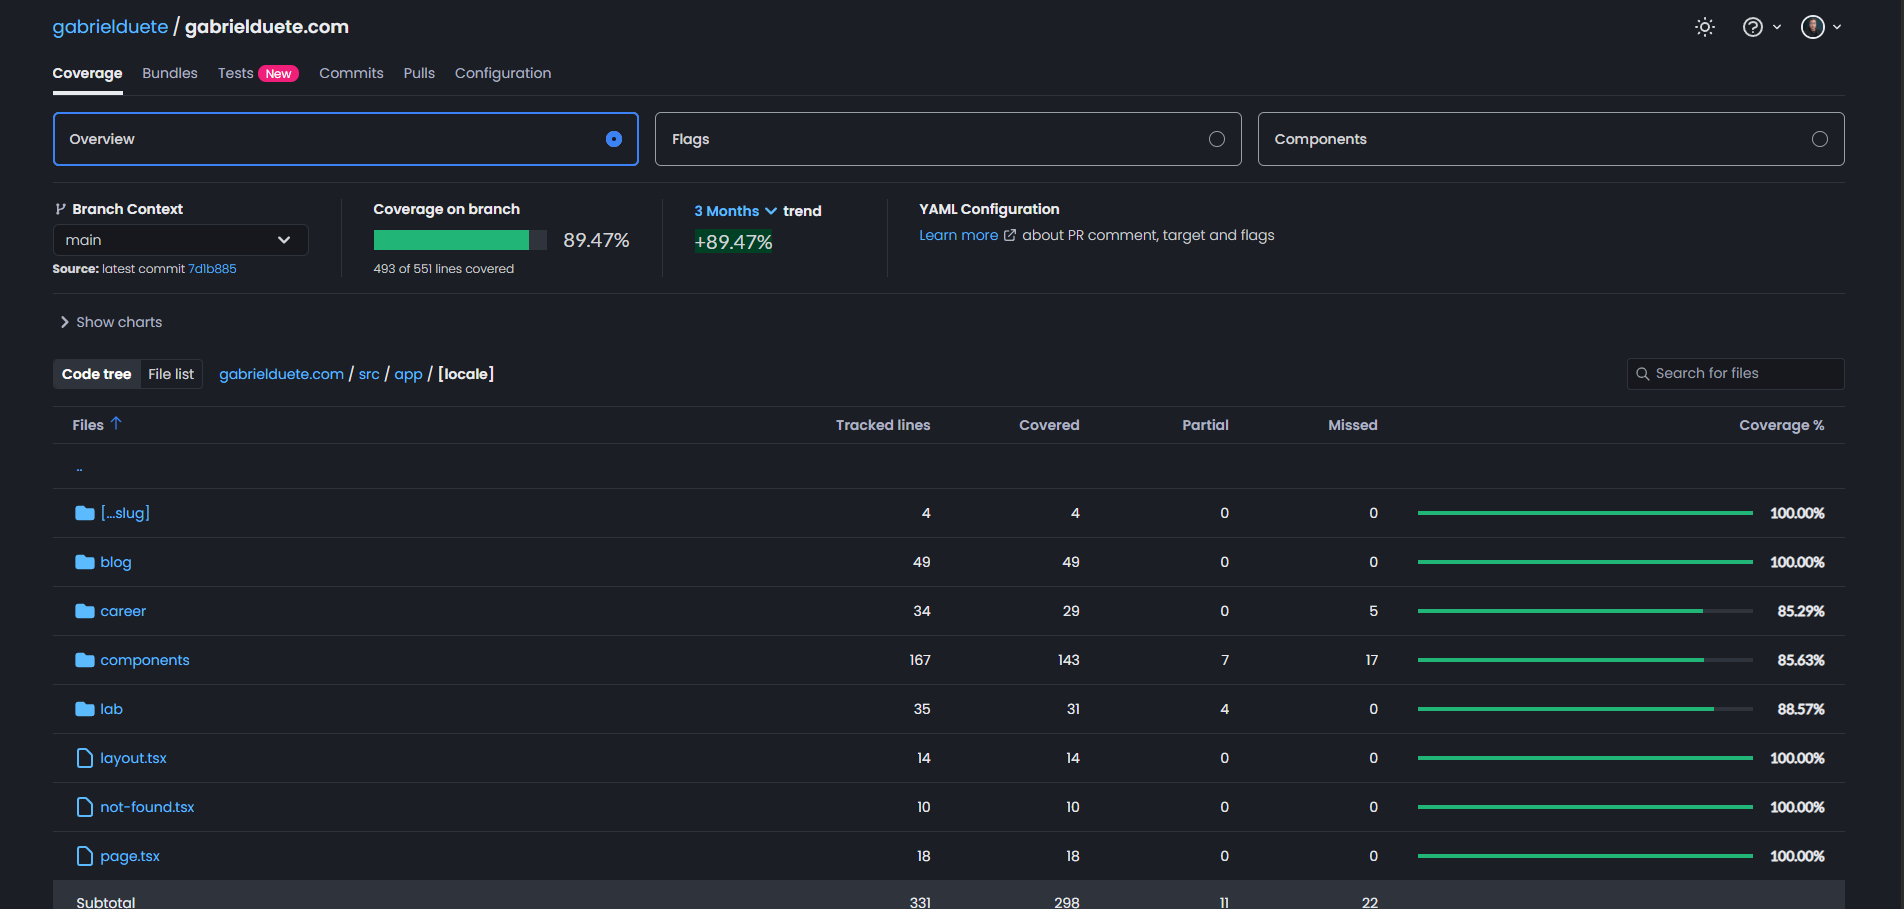 gabrielduete / gabrielduete.com
Coverage Bundles Tests New Commits Pulls Configuration
Overview Flags Components
Branch Context
main
Source: latest commit 7d1b885
Coverage on branch
89.47%
493 of 551 lines covered
3 Months trend
+89.47%
YAML Configuration
Learn more about PR comment, target and flags
Show charts
Code tree File list gabrielduete.com / src / app / [locale] Search for files
Files Tracked lines Covered Partial Missed Coverage %
..
[...slug] 4 4 0 0 100.00%
blog 49 49 0 0 100.00%
career 34 29 0 5 85.29%
components 167 143 7 17 85.63%
lab 35 31 4 0 88.57%
layout.tsx 14 14 0 0 100.00%
not-found.tsx 10 10 0 0 100.00%
page.tsx 18 18 0 0 100.00%
Subtotal 331 298 11 22